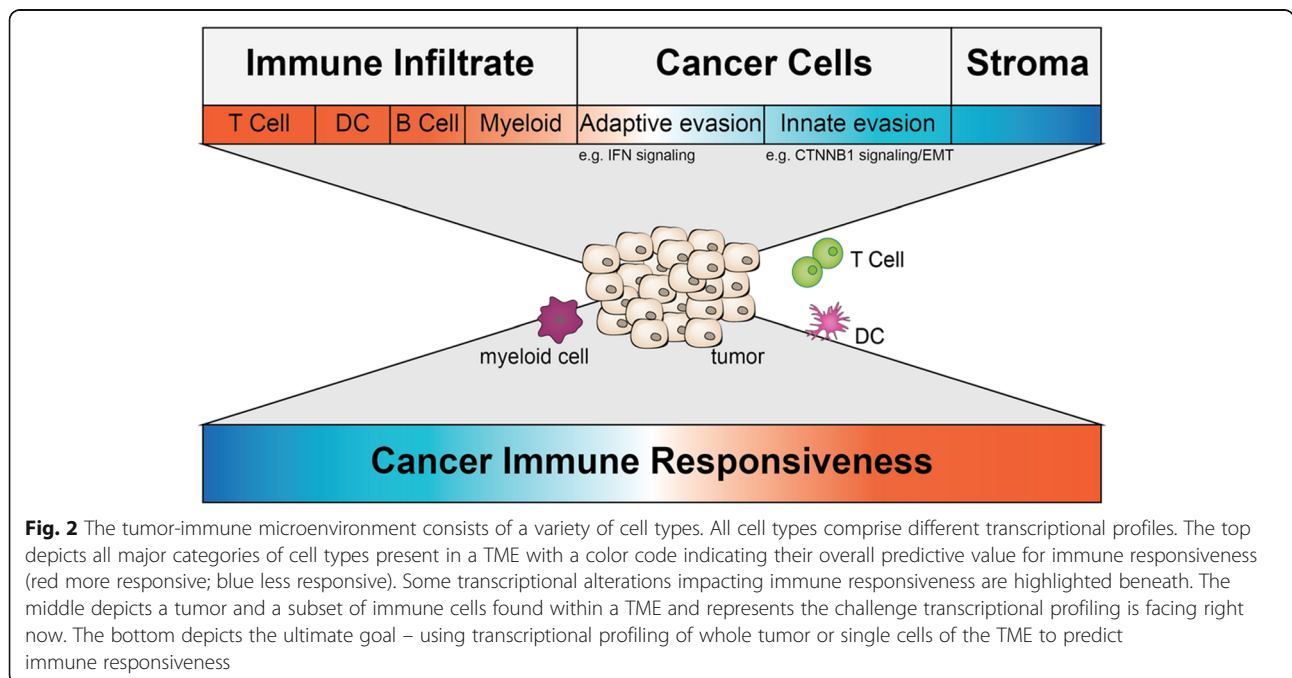 Immune Infiltrate Cancer Cells Stroma
T Cell DC B Cell Myeloid Adaptive evasion Innate evasion
e.g. IFN signaling e.g. CTNNB1 signaling/EMT
T Cell
DC
myeloid cell tumor
Cancer Immune Responsiveness
Fig. 2 The tumor-immune microenvironment consists of a variety of cell types. All cell types comprise different transcriptional profiles. The top
depicts all major categories of cell types present in a TME with a color code indicating their overall predictive value for immune responsiveness
(red more responsive; blue less responsive). Some transcriptional alterations impacting immune responsiveness are highlighted beneath. The
middle depicts a tumor and a subset of immune cells found within a TME and represents the challenge transcriptional profiling is facing right
now. The bottom depicts the ultimate goal – using transcriptional profiling of whole tumor or single cells of the TME to predict
immune responsiveness